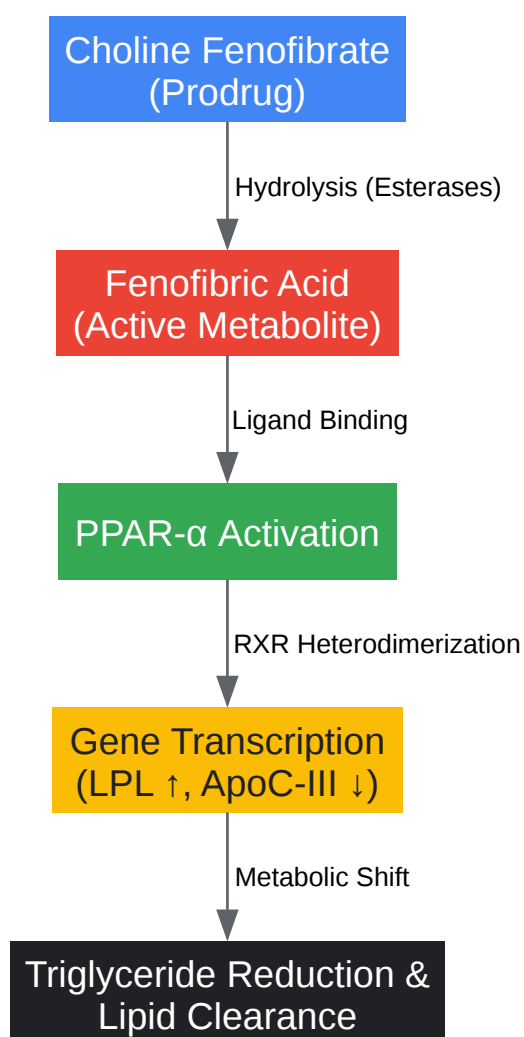 Choline Fenofibrate
(Prodrug)
Hydrolysis (Esterases)
Fenofibric Acid
(Active Metabolite)
Ligand Binding
PPAR-α Activation
RXR Heterodimerization
Gene Transcription
(LPL ↑, ApoC-III ↓)
Metabolic Shift
Triglyceride Reduction &
Lipid Clearance